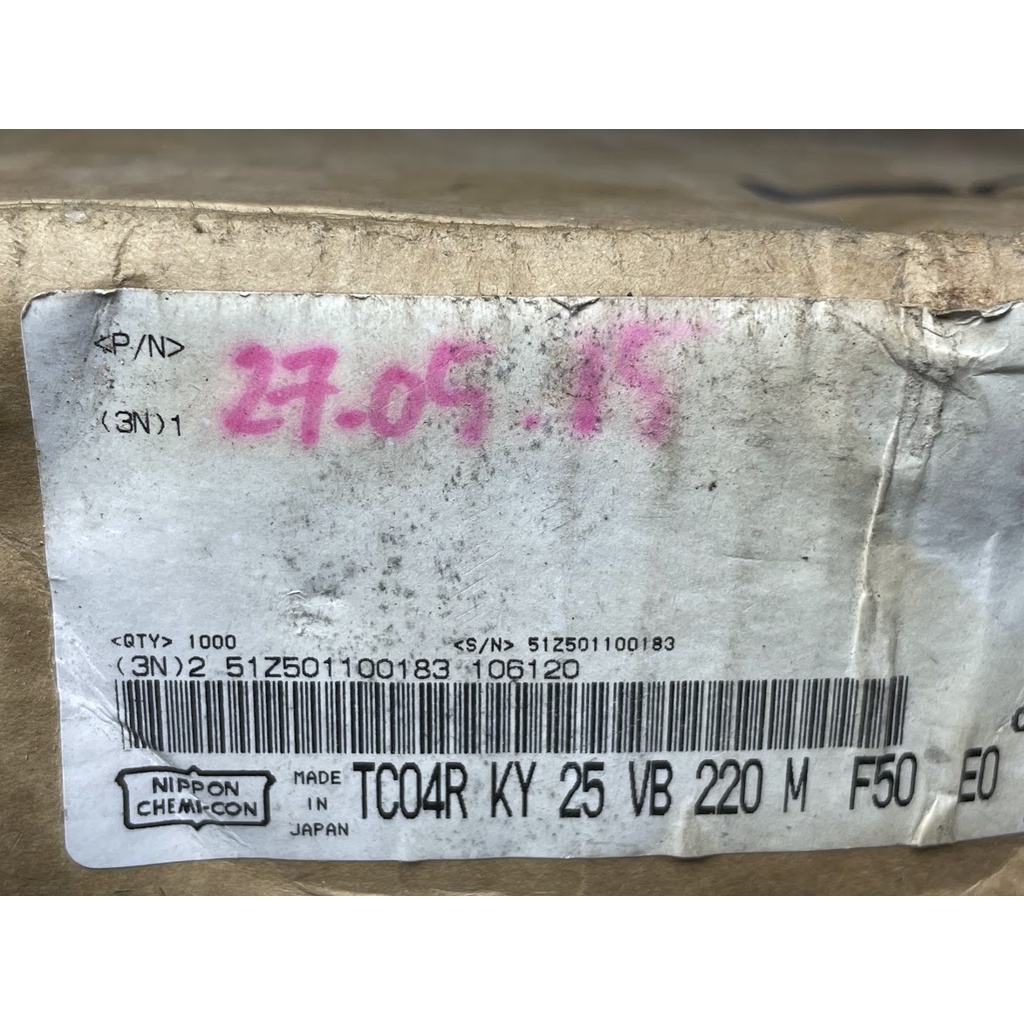 <P/N>
27.05.15
(3N)1
<QTY> 1000 <S/N> 51Z501100183
(3N)2 51Z501100183 106120
NIPPON
CHEMI-CON
MADE
IN
JAPAN
TC04R KY 25 VB 220 M F50 E0